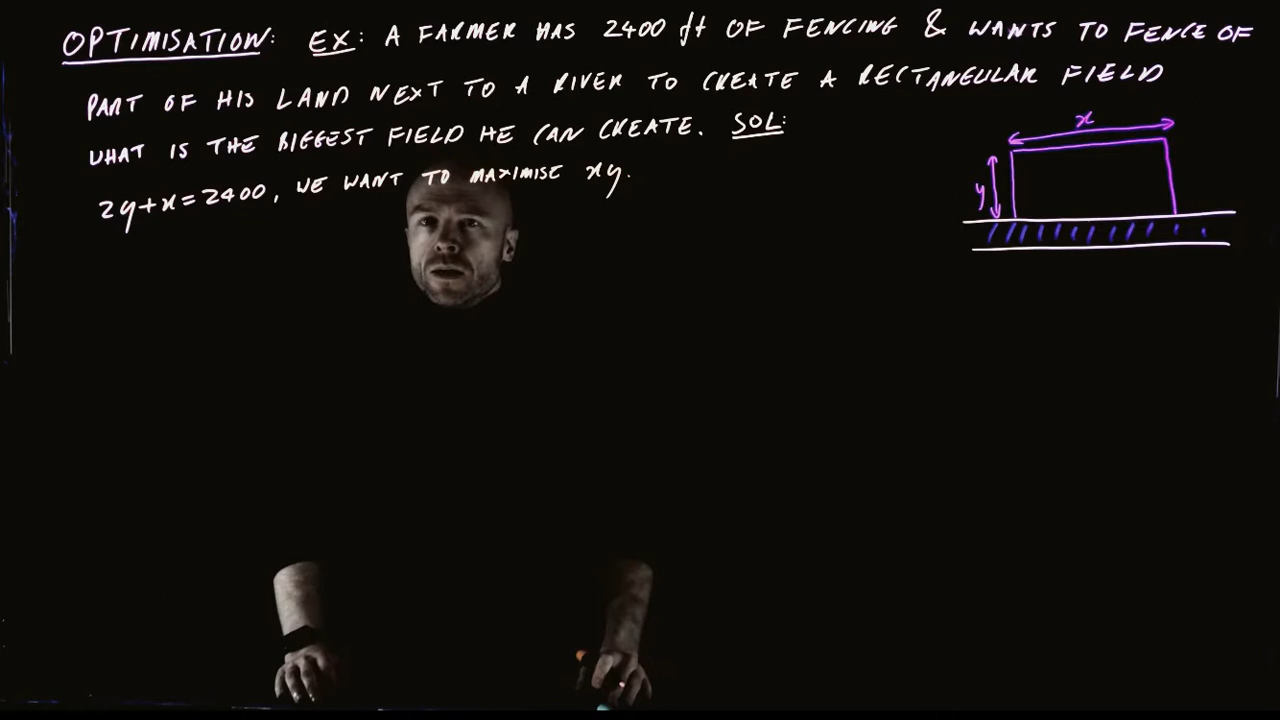 OPTIMISATION: EX: A FARMER HAS 2400 ft OF FENCING & WANTS TO FENCE OF
PART OF HIS LAND NEXT TO A RIVER TO CREATE A RECTANGULAR FIELD
WHAT IS THE BIGGEST FIELD HE CAN CREATE. SOL:
2y+x=2400, WE WANT TO MAXIMISE xy.
x
y